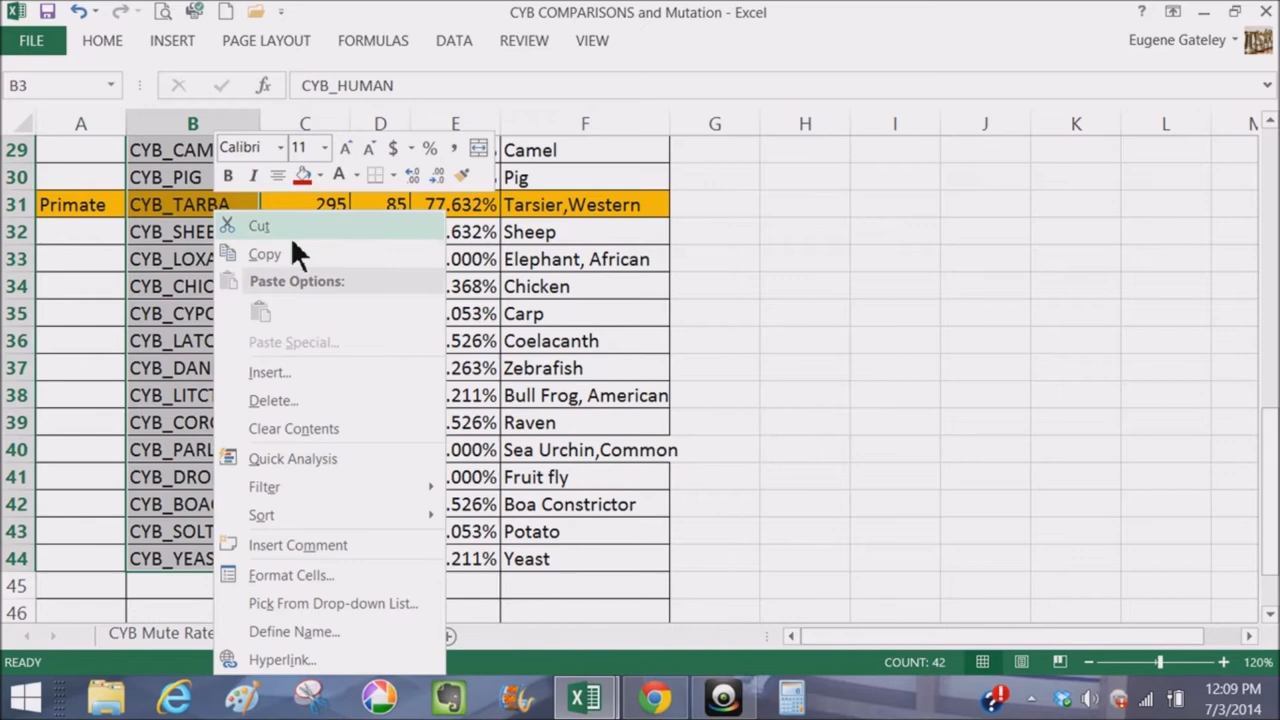 CYB COMPARISONS and Mutation - Excel
FILE HOME INSERT PAGE LAYOUT FORMULAS DATA REVIEW VIEW Eugene Gateley
B3 fx CYB_HUMAN
A B C D E F G H I J K L M
Calibri 11 A A $ % ,
B I A
29 CYB_CAM Camel
30 CYB_PIG Pig
31 Primate CYB_TARBA 295 85 77.632% Tarsier,Western
32 CYB_SHEE .632% Sheep
33 CYB_LOXA .000% Elephant, African
34 CYB_CHIC .368% Chicken
35 CYB_CYPC .053% Carp
36 CYB_LATC .526% Coelacanth
37 CYB_DAN .263% Zebrafish
38 CYB_LITCT .211% Bull Frog, American
39 CYB_CORC .526% Raven
40 CYB_PARL .000% Sea Urchin,Common
41 CYB_DRO .000% Fruit fly
42 CYB_BOAC .526% Boa Constrictor
43 CYB_SOLT .053% Potato
44 CYB_YEAS .211% Yeast
45
46
Cut
Copy
Paste Options:
Paste Special...
Insert...
Delete...
Clear Contents
Quick Analysis
Filter
Sort
Insert Comment
Format Cells...
Pick From Drop-down List...
Define Name...
Hyperlink...
CYB Mute Rate
READY COUNT: 42 120%
12:09 PM
7/3/2014